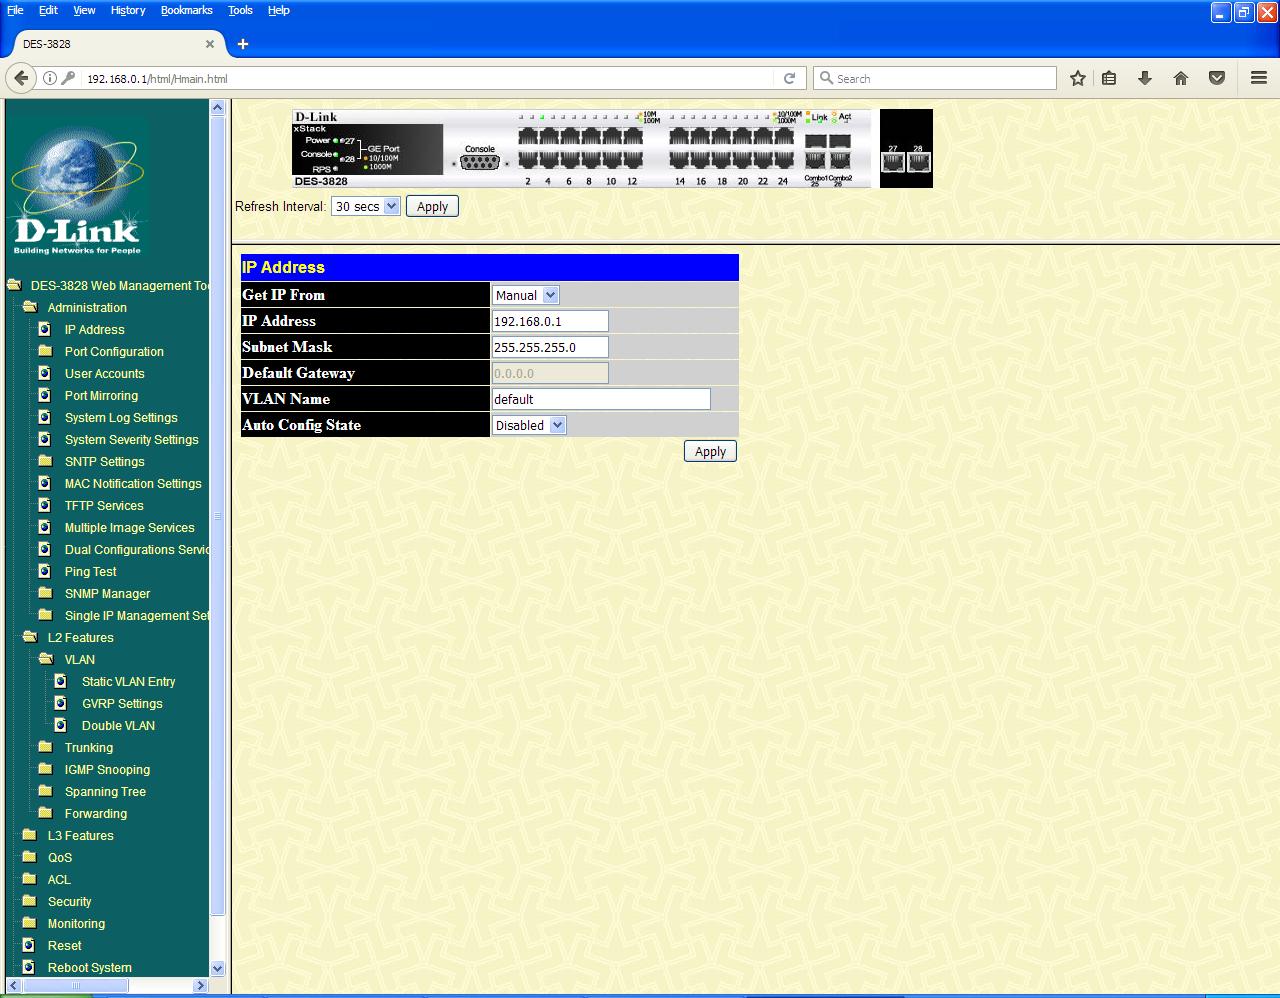 File Edit View History Bookmarks Tools Help
DES-3828
192.168.0.1/html/Hmain.html
Search
D-Link
Building Networks for People
DES-3828 Web Management Too
Administration
IP Address
Port Configuration
User Accounts
Port Mirroring
System Log Settings
System Severity Settings
SNTP Settings
MAC Notification Settings
TFTP Services
Multiple Image Services
Dual Configurations Servic
Ping Test
SNMP Manager
Single IP Management Set
L2 Features
VLAN
Static VLAN Entry
GVRP Settings
Double VLAN
Trunking
IGMP Snooping
Spanning Tree
Forwarding
L3 Features
QoS
ACL
Security
Monitoring
Reset
Reboot System
D-Link
xStack
Power 27
Console 28
RPS
GE Port
10/100M
1000M
DES-3828
Console
10M
100M
2 4 6 8 10 12
10/100M
1000M
14 16 18 20 22 24
Link Act
Combo1 Combo2
25 26
27 28
Refresh Interval: 30 secs Apply
IP Address
Get IP From Manual
IP Address 192.168.0.1
Subnet Mask 255.255.255.0
Default Gateway 0.0.0.0
VLAN Name default
Auto Config State Disabled
Apply